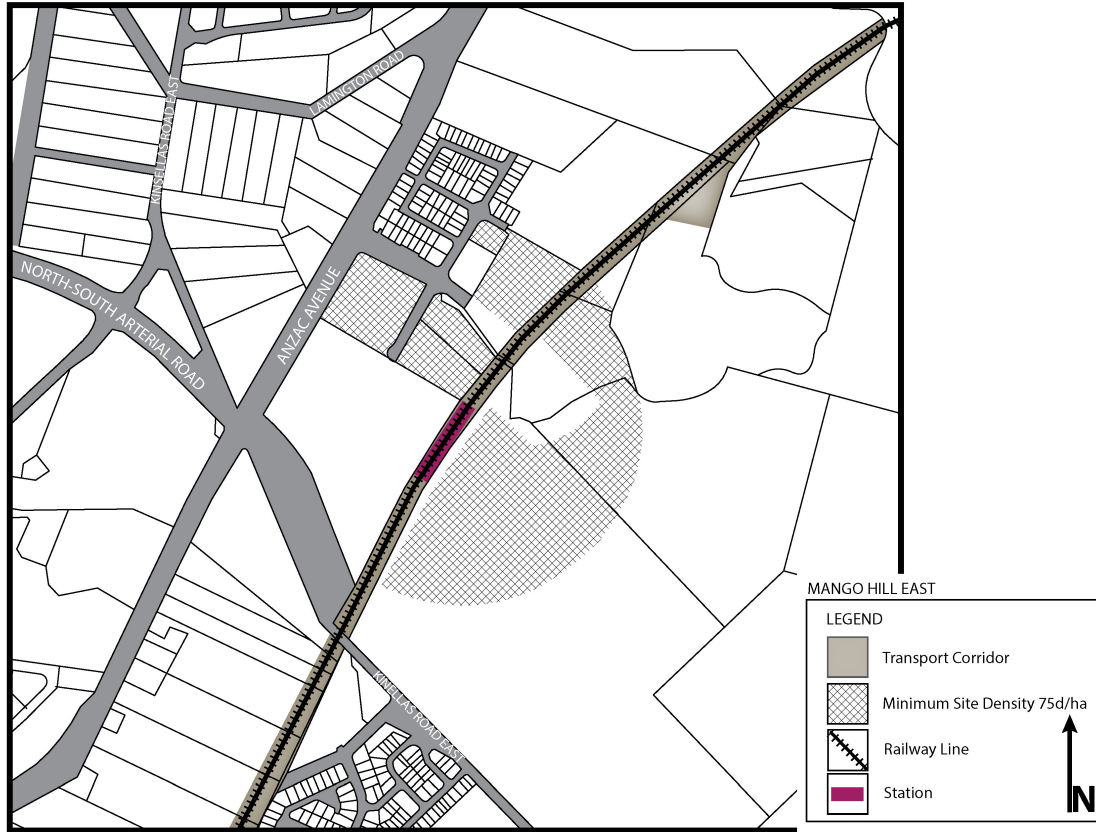 LAMINGTON ROAD
KINSELLAS ROAD EAST
NORTH-SOUTH ARTERIAL ROAD
ANZAC AVENUE
KINELLAS ROAD EAST
MANGO HILL EAST
LEGEND
Transport Corridor
Minimum Site Density 75d/ha
Railway Line
Station
N